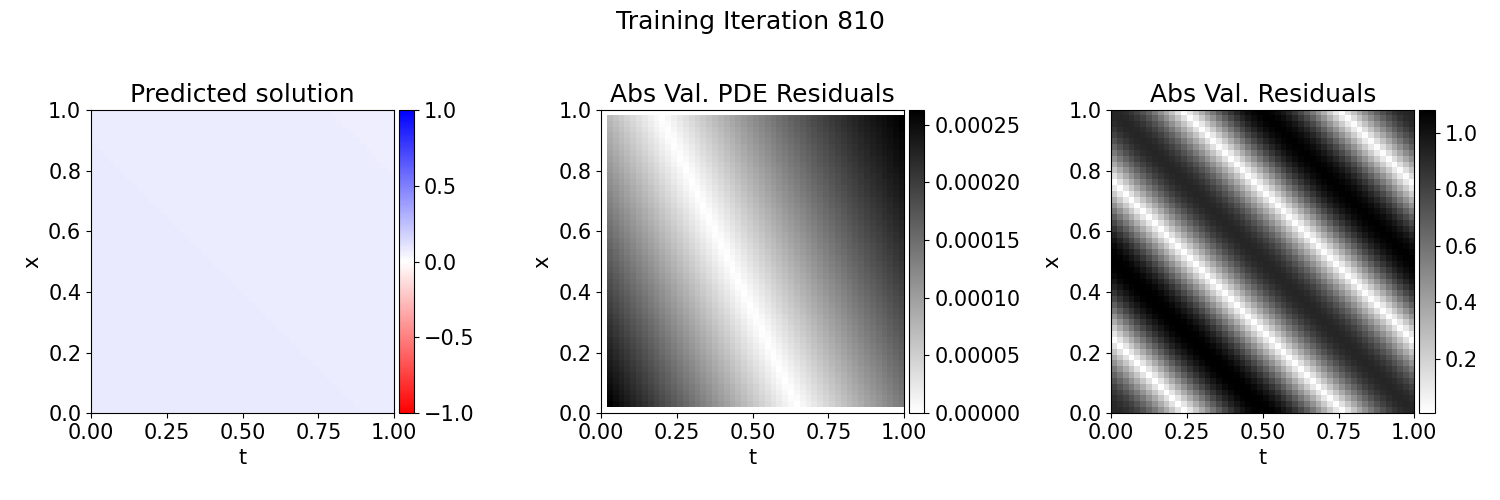 Training Iteration 810
Predicted solution
1.0
0.8
0.6
0.4
0.2
0.0
x
0.00 0.25 0.50 0.75 1.00
t
1.0
0.5
0.0
−0.5
−1.0
Abs Val. PDE Residuals
1.0
0.8
0.6
0.4
0.2
0.0
x
0.00 0.25 0.50 0.75 1.00
t
0.00025
0.00020
0.00015
0.00010
0.00005
0.00000
Abs Val. Residuals
1.0
0.8
0.6
0.4
0.2
0.0
x
0.00 0.25 0.50 0.75 1.00
t
1.0
0.8
0.6
0.4
0.2